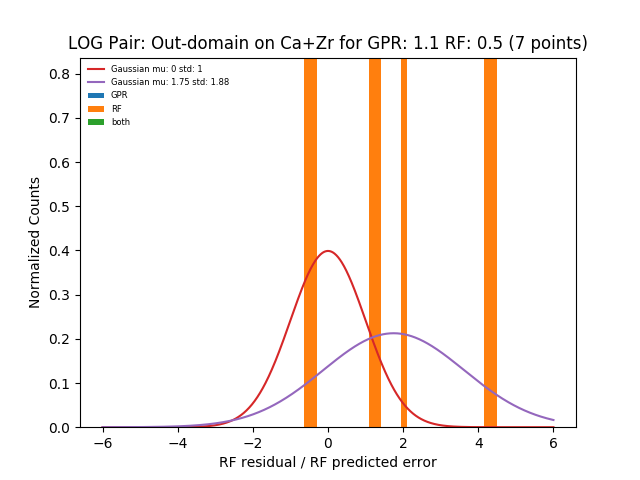 LOG Pair: Out-domain on Ca+Zr for GPR: 1.1 RF: 0.5 (7 points)
Gaussian mu: 0 std: 1
Gaussian mu: 1.75 std: 1.88
GPR
RF
both
0.8
0.7
0.6
0.5
0.4
0.3
0.2
0.1
0.0
Normalized Counts
−6
−4
−2
0
2
4
6
RF residual / RF predicted error